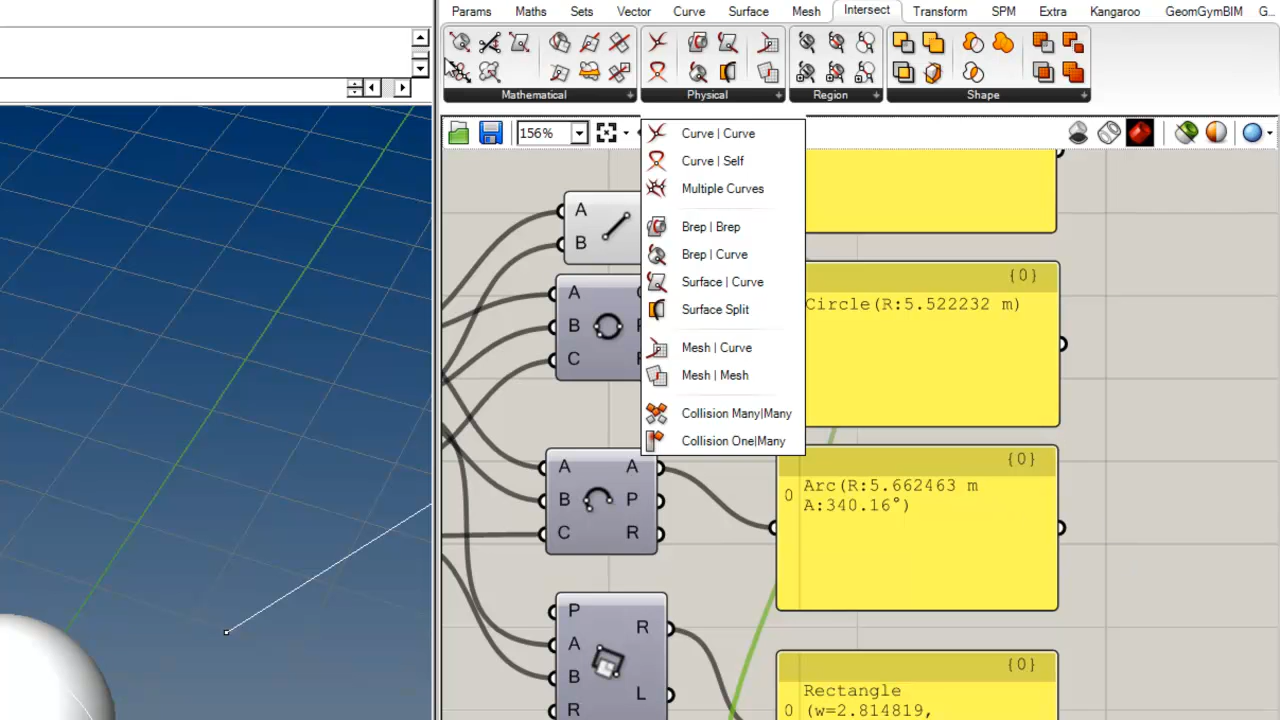 Params Maths Sets Vector Curve Surface Mesh Intersect Transform SPM Extra Kangaroo GeomGymBIM G...
Mathematical Physical Region Shape
156%
Curve | Curve
Curve | Self
Multiple Curves
Brep | Brep
Brep | Curve
Surface | Curve
Surface Split
Mesh | Curve
Mesh | Mesh
Collision Many|Many
Collision One|Many
A
B
A
B
C
{0}
Circle(R:5.522232 m)
A A
B P
C R
{0}
0 Arc(R:5.662463 m
A:340.16°)
P
A R
B
L
R
{0}
Rectangle
0 (w=2.814819,